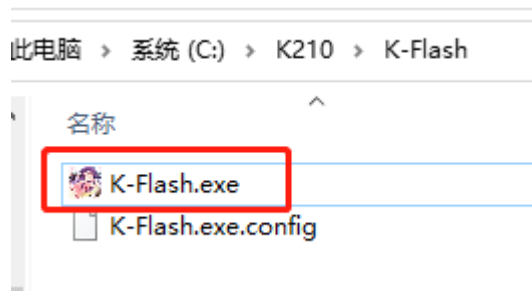 此电脑 > 系统 (C:) > K210 > K-Flash
名称
K-Flash.exe
K-Flash.exe.config